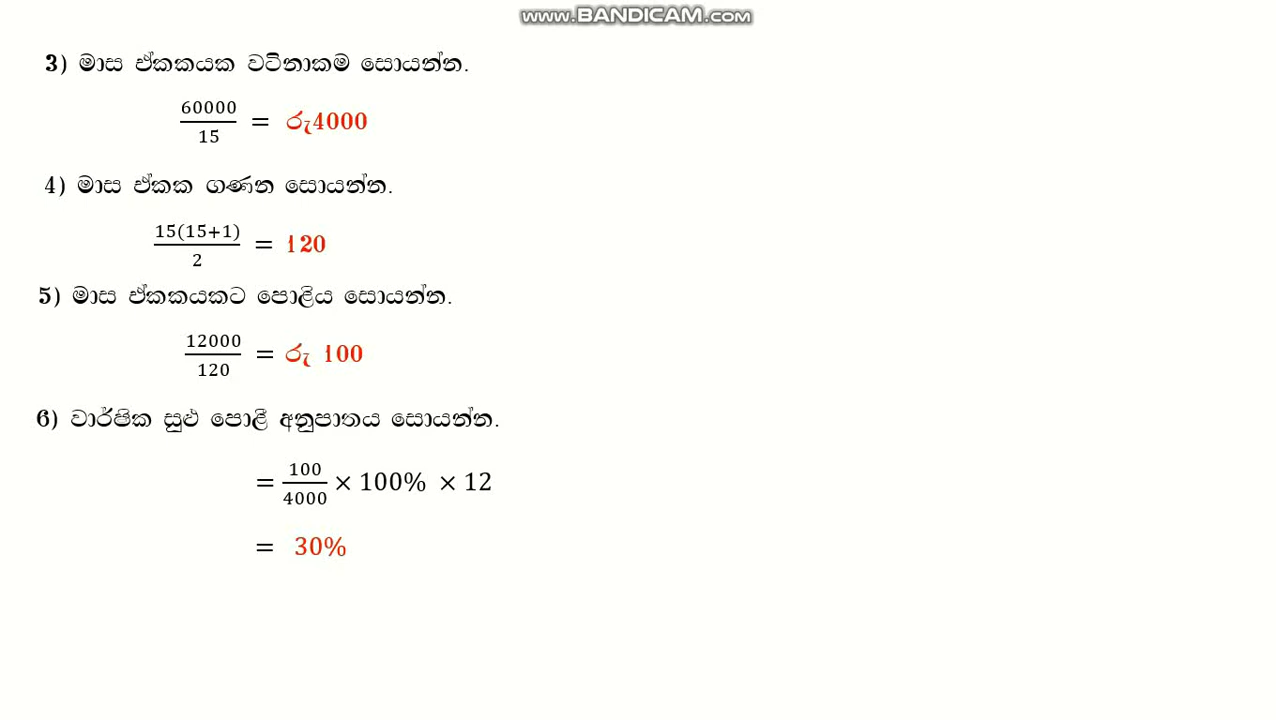 www.BANDICAM.com
3) මාස ඒකකයක වටිනාකම සොයන්න.
60000/15 = රු4000
4) මාස ඒකක ගණන සොයන්න.
15(15+1)/2 = 120
5) මාස ඒකකයකට පොළිය සොයන්න.
12000/120 = රු 100
6) වාර්ෂික සුළු පොළී අනුපාතය සොයන්න.
= 100/4000 × 100% × 12
= 30%